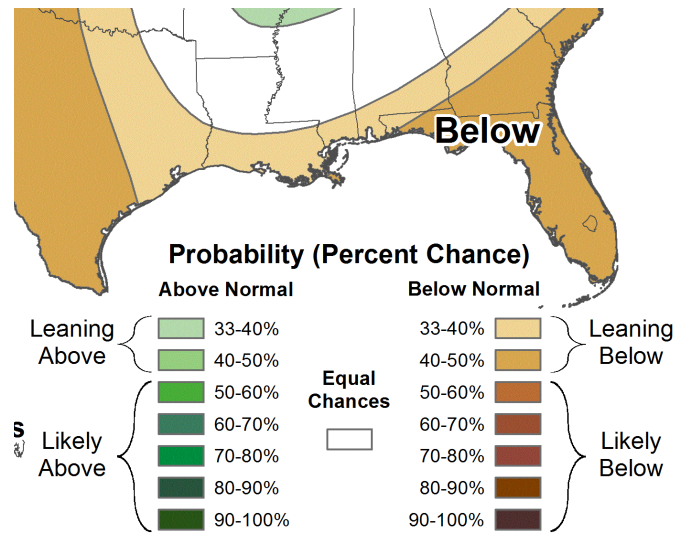 Below
Probability (Percent Chance)
Above Normal
Below Normal
Leaning
Above
33-40%
40-50%
50-60%
60-70%
70-80%
80-90%
90-100%
Likely
Above
Equal
Chances
33-40%
40-50%
50-60%
60-70%
70-80%
80-90%
90-100%
Leaning
Below
Likely
Below
s